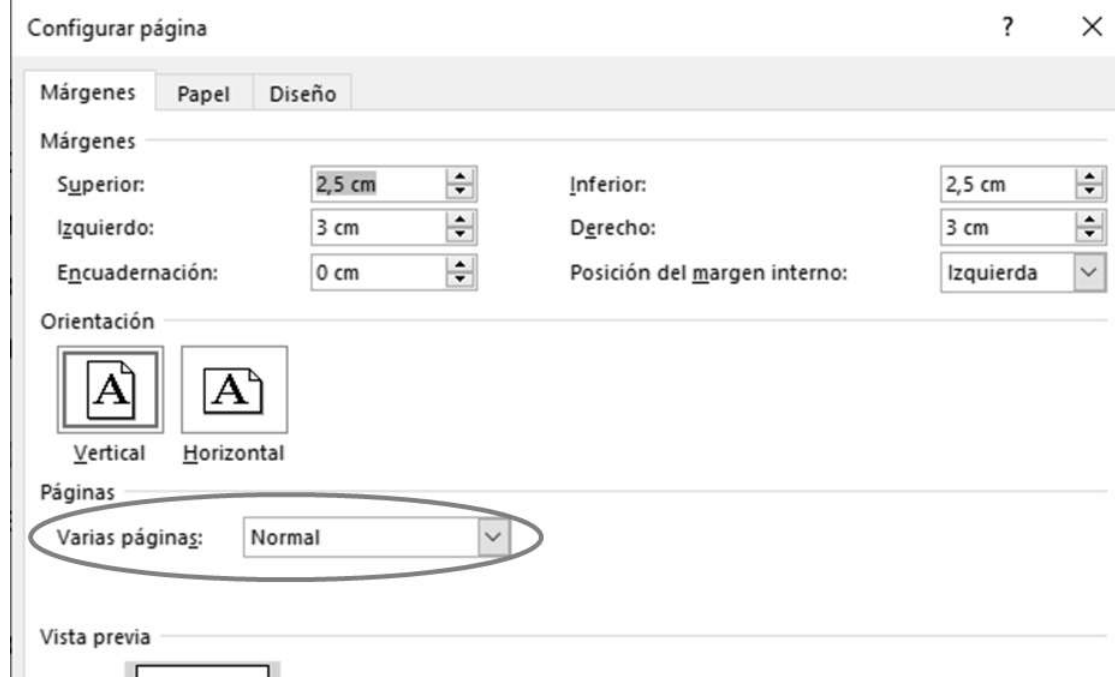 Configurar página ? ×
Márgenes Papel Diseño
Márgenes
Superior: 2,5 cm Inferior: 2,5 cm
Izquierdo: 3 cm Derecho: 3 cm
Encuadernación: 0 cm Posición del margen interno: Izquierda
Orientación
A A
Vertical Horizontal
Páginas
Varias páginas: Normal
Vista previa